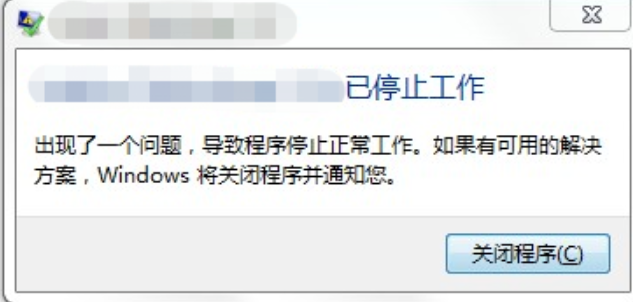 已停止工作
出现了一个问题，导致程序停止正常工作。如果有可用的解决
方案，Windows 将关闭程序并通知您。
关闭程序(C)